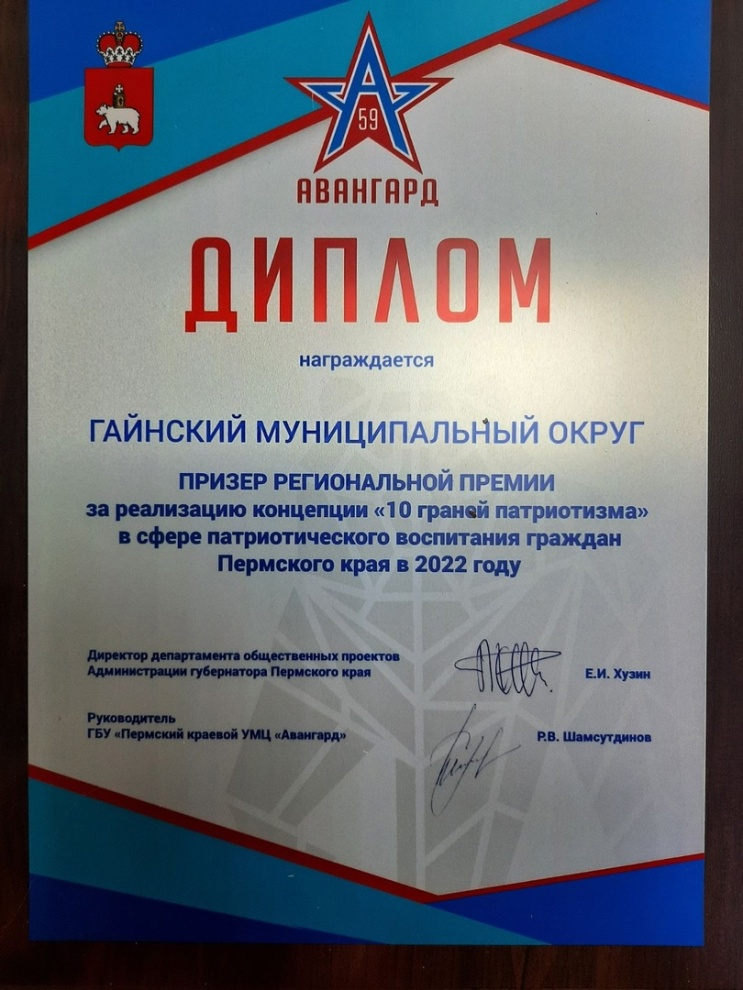 А
59
АВАНГАРД
ДИПЛОМ
награждается
ГАЙНСКИЙ МУНИЦИПАЛЬНЫЙ ОКРУГ
ПРИЗЕР РЕГИОНАЛЬНОЙ ПРЕМИИ
за реализацию концепции «10 граней патриотизма»
в сфере патриотического воспитания граждан
Пермского края в 2022 году
Директор департамента общественных проектов
Администрации губернатора Пермского края
Е.И. Хузин
Руководитель
ГБУ «Пермский краевой УМЦ «Авангард»
Р.В. Шамсутдинов